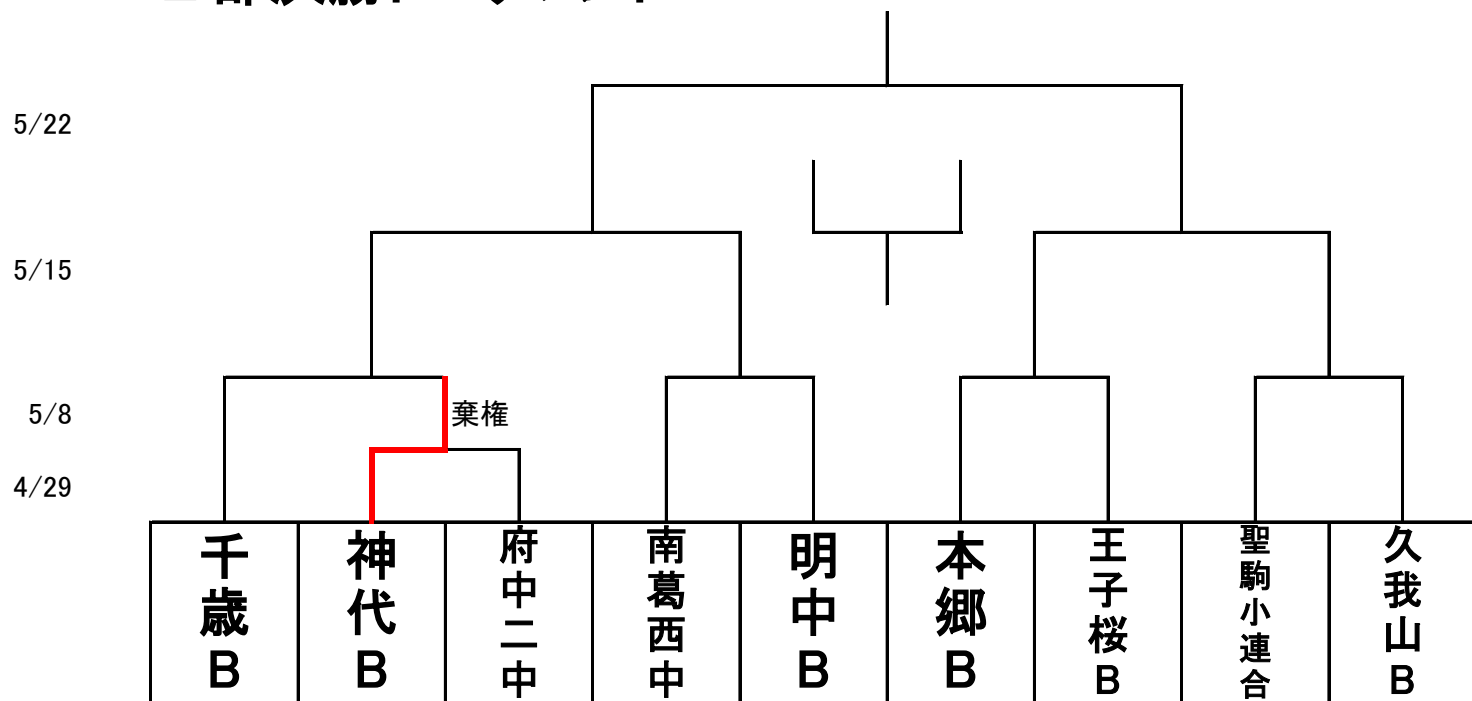 5/22
5/15
5/8
棄権
4/29
千歳B
神代B
府中二中
南葛西中
明中B
本郷B
王子桜B
聖駒小連合
久我山B